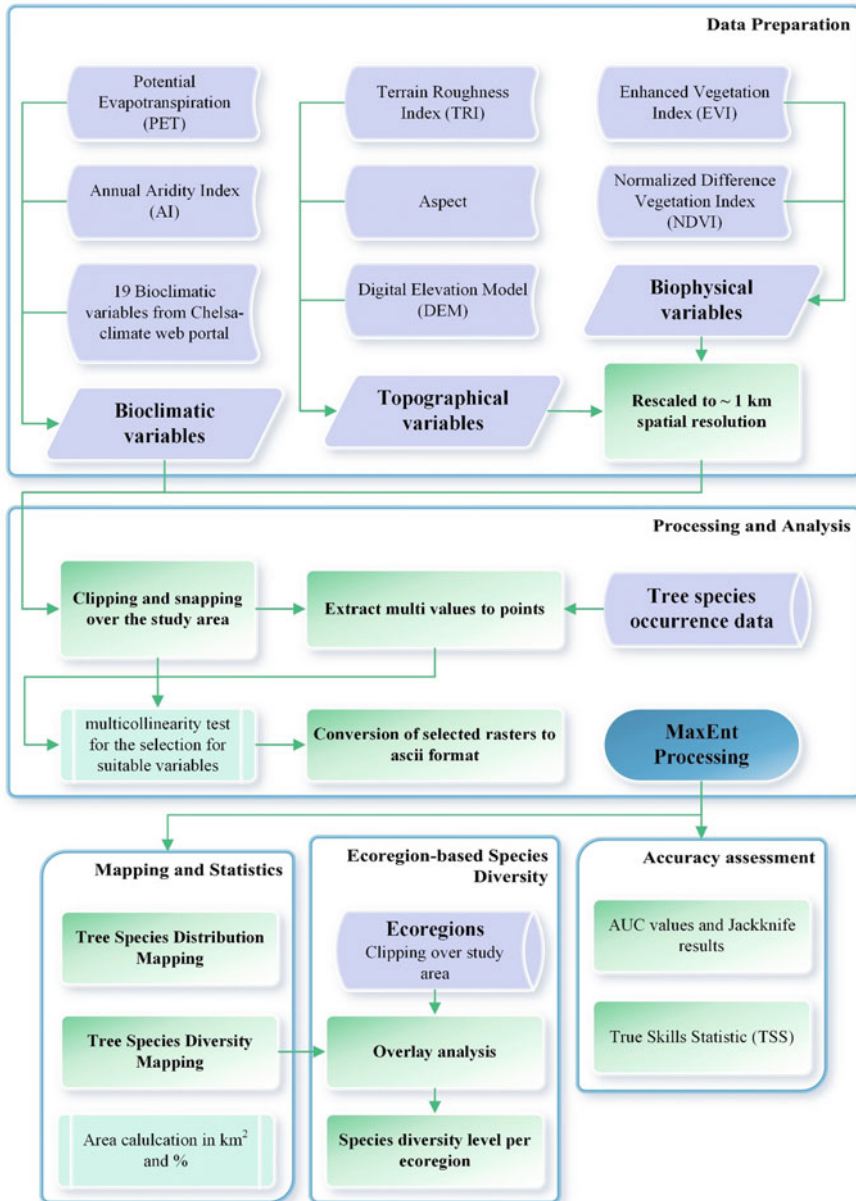 Data Preparation
Potential
Evapotranspiration
(PET)
Terrain Roughness
Index (TRI)
Enhanced Vegetation
Index (EVI)
Annual Aridity Index
(AI)
Aspect
Normalized Difference
Vegetation Index
(NDVI)
19 Bioclimatic
variables from Chelsa-
climate web portal
Digital Elevation Model
(DEM)
Biophysical
variables
Bioclimatic
variables
Topographical
variables
Rescaled to ~ 1 km
spatial resolution
Processing and Analysis
Clipping and snapping
over the study area
Extract multi values to points
Tree species
occurrence data
multicollinearity test
for the selection for
suitable variables
Conversion of selected rasters to
ascii format
MaxEnt
Processing
Mapping and Statistics
Tree Species Distribution
Mapping
Tree Species Diversity
Mapping
Area calulcation in km²
and %
Ecoregion-based Species
Diversity
Ecoregions
Clipping over study
area
Overlay analysis
Species diversity level per
ecoregion
Accuracy assessment
AUC values and Jackknife
results
True Skills Statistic (TSS)